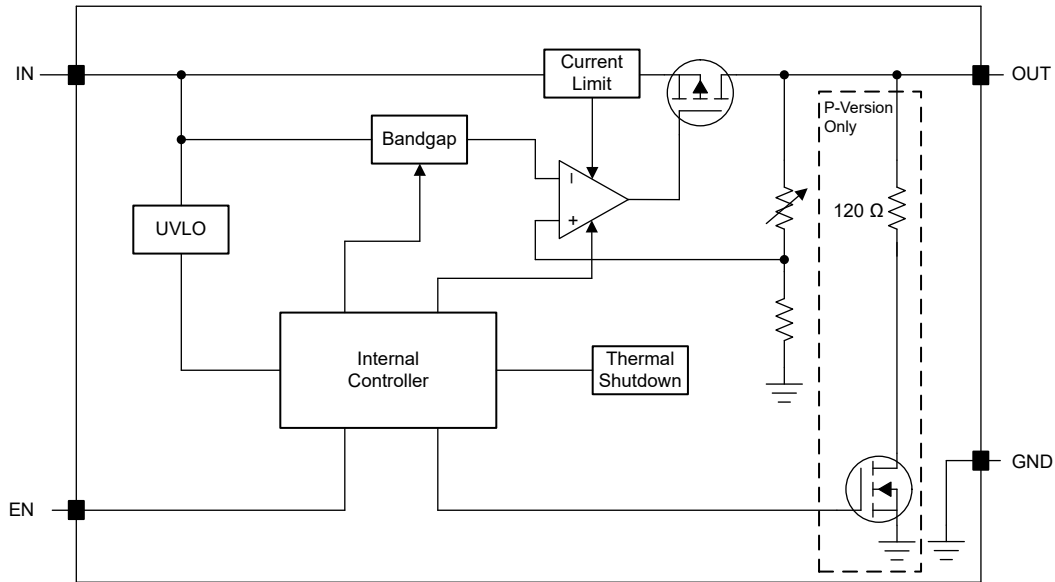 IN
Current
Limit
OUT
P-Version
Only
Bandgap
−
+
120 Ω
UVLO
Internal
Controller
Thermal
Shutdown
GND
EN